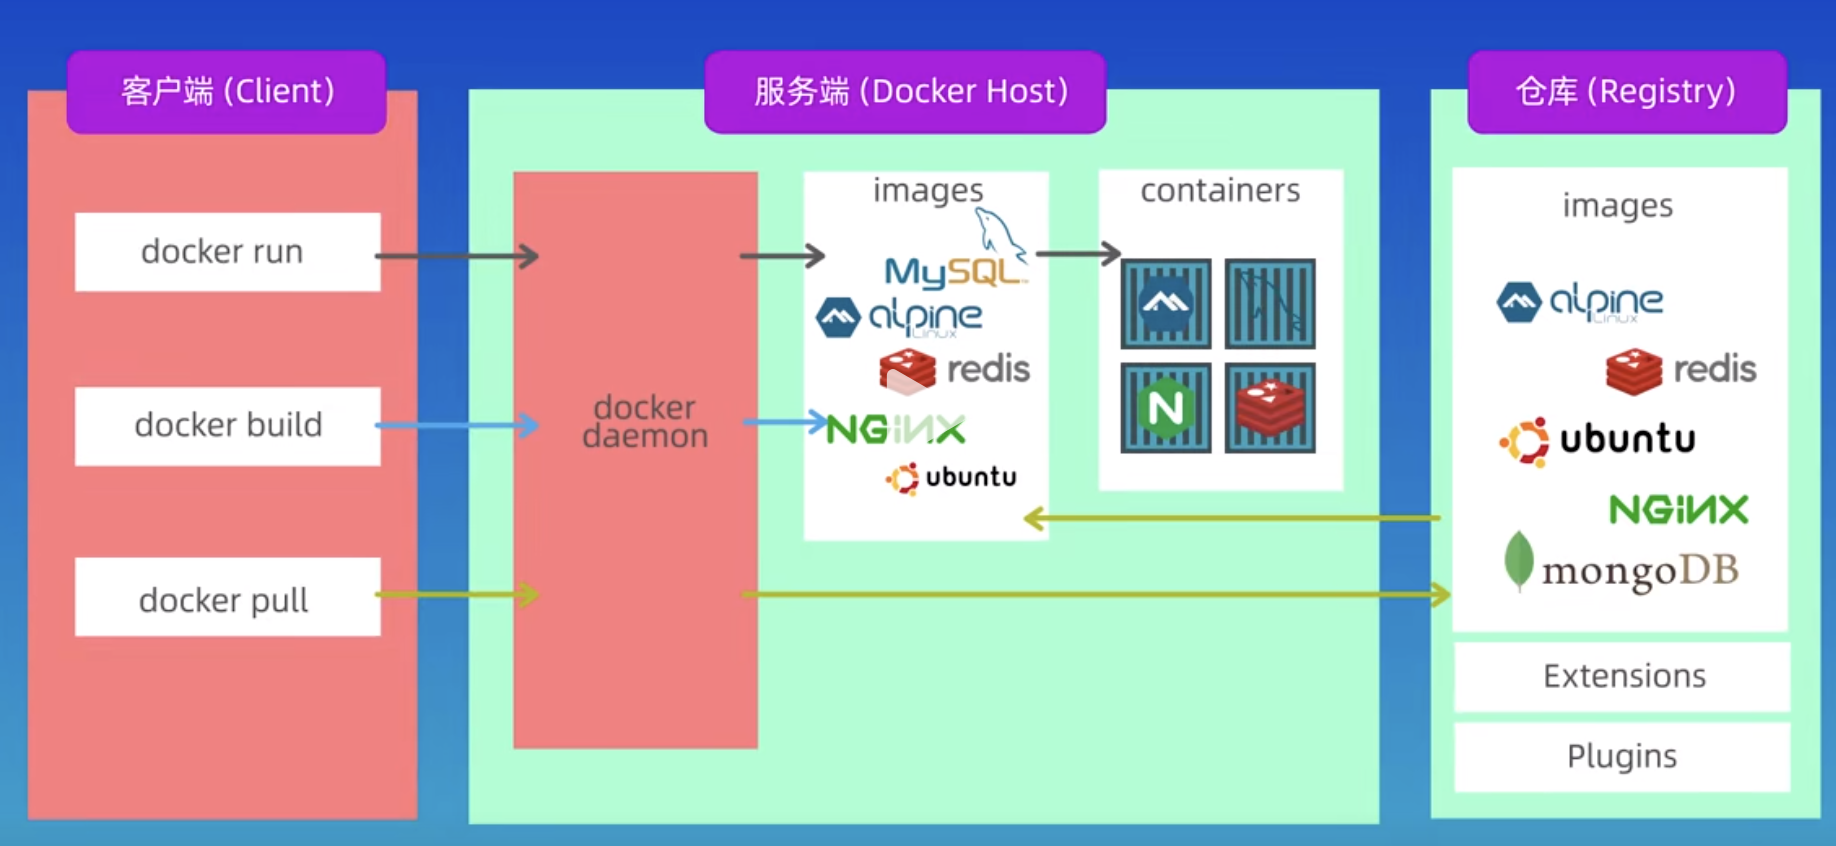 客户端 (Client)
服务端 (Docker Host)
仓库 (Registry)
docker run
docker build
docker pull
docker
daemon
images
MySQL
alpine
Linux
redis
NGiNX
ubuntu
containers
N
images
alpine
Linux
redis
ubuntu
NGiNX
mongoDB
Extensions
Plugins